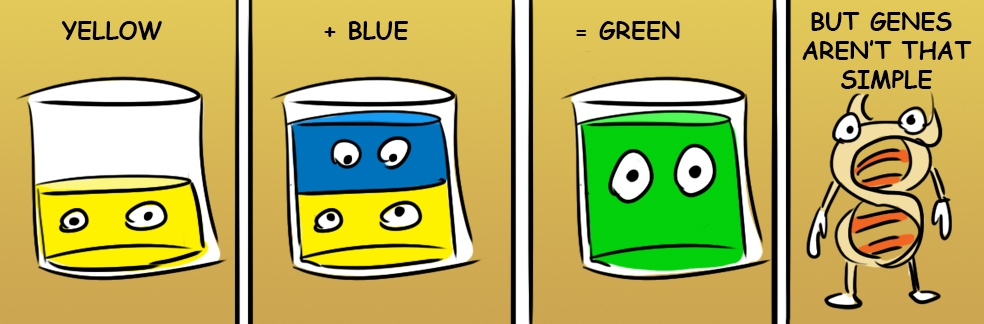 YELLOW
+ BLUE
= GREEN
BUT GENES
AREN'T THAT
SIMPLE